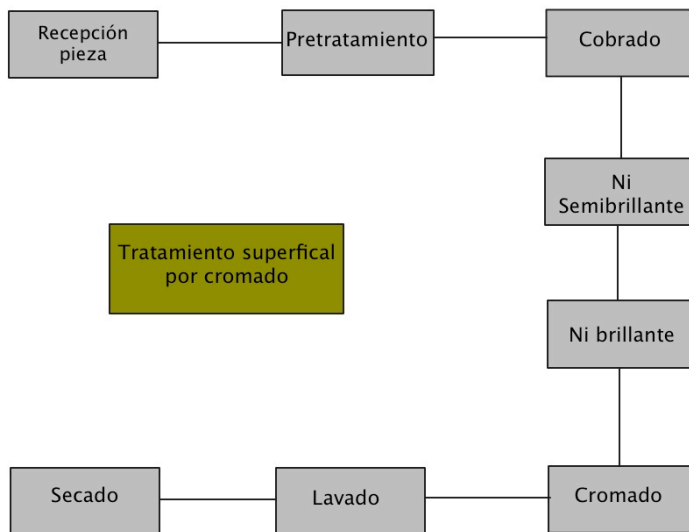 Recepción
pieza
Pretratamiento
Cobrado
Ni
Semibrillante
Tratamiento superfical
por cromado
Ni brillante
Secado
Lavado
Cromado